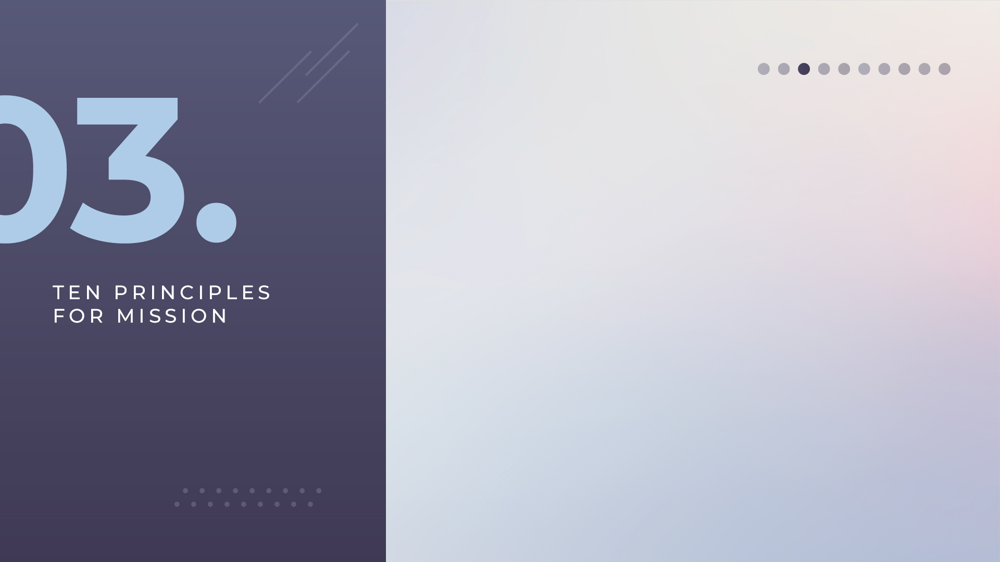 03.
TEN PRINCIPLES
FOR MISSION